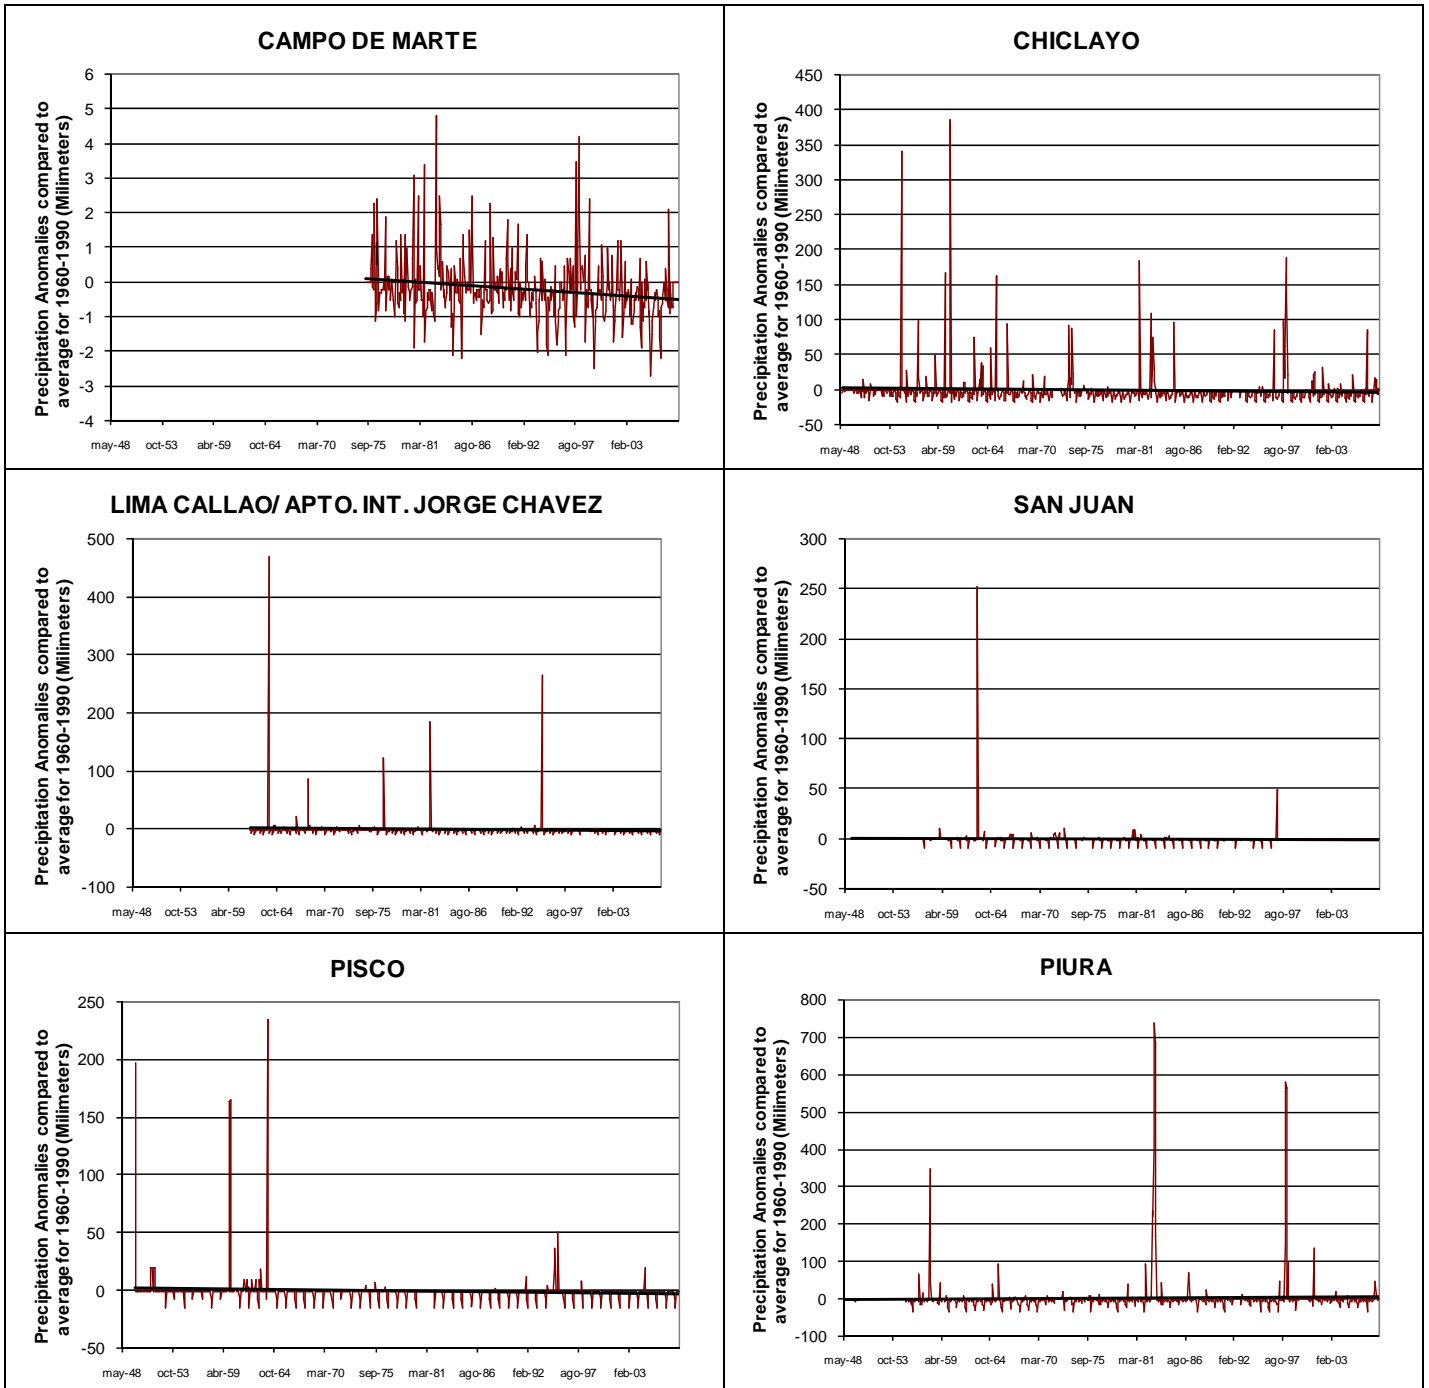 CAMPO DE MARTE
Precipitation Anomalies compared to
average for 1960-1990 (Milimeters)
6
5
4
3
2
1
0
-1
-2
-3
-4
may-48 oct-53 abr-59 oct-64 mar-70 sep-75 mar-81 ago-86 feb-92 ago-97 feb-03
CHICLAYO
Precipitation Anomalies compared to
average for 1960-1990 (Milimeters)
450
400
350
300
250
200
150
100
50
0
-50
may-48 oct-53 abr-59 oct-64 mar-70 sep-75 mar-81 ago-86 feb-92 ago-97 feb-03
LIMA CALLAO/ APTO. INT. JORGE CHAVEZ
Precipitation Anomalies compared to
average for 1960-1990 (Milimeters)
500
400
300
200
100
0
-100
may-48 oct-53 abr-59 oct-64 mar-70 sep-75 mar-81 ago-86 feb-92 ago-97 feb-03
SAN JUAN
Precipitation Anomalies compared to
average for 1960-1990 (Milimeters)
300
250
200
150
100
50
0
-50
may-48 oct-53 abr-59 oct-64 mar-70 sep-75 mar-81 ago-86 feb-92 ago-97 feb-03
PISCO
Precipitation Anomalies compared to
average for 1960-1990 (Milimeters)
250
200
150
100
50
0
-50
may-48 oct-53 abr-59 oct-64 mar-70 sep-75 mar-81 ago-86 feb-92 ago-97 feb-03
PIURA
Precipitation Anomalies compared to
average for 1960-1990 (Milimeters)
800
700
600
500
400
300
200
100
0
-100
may-48 oct-53 abr-59 oct-64 mar-70 sep-75 mar-81 ago-86 feb-92 ago-97 feb-03